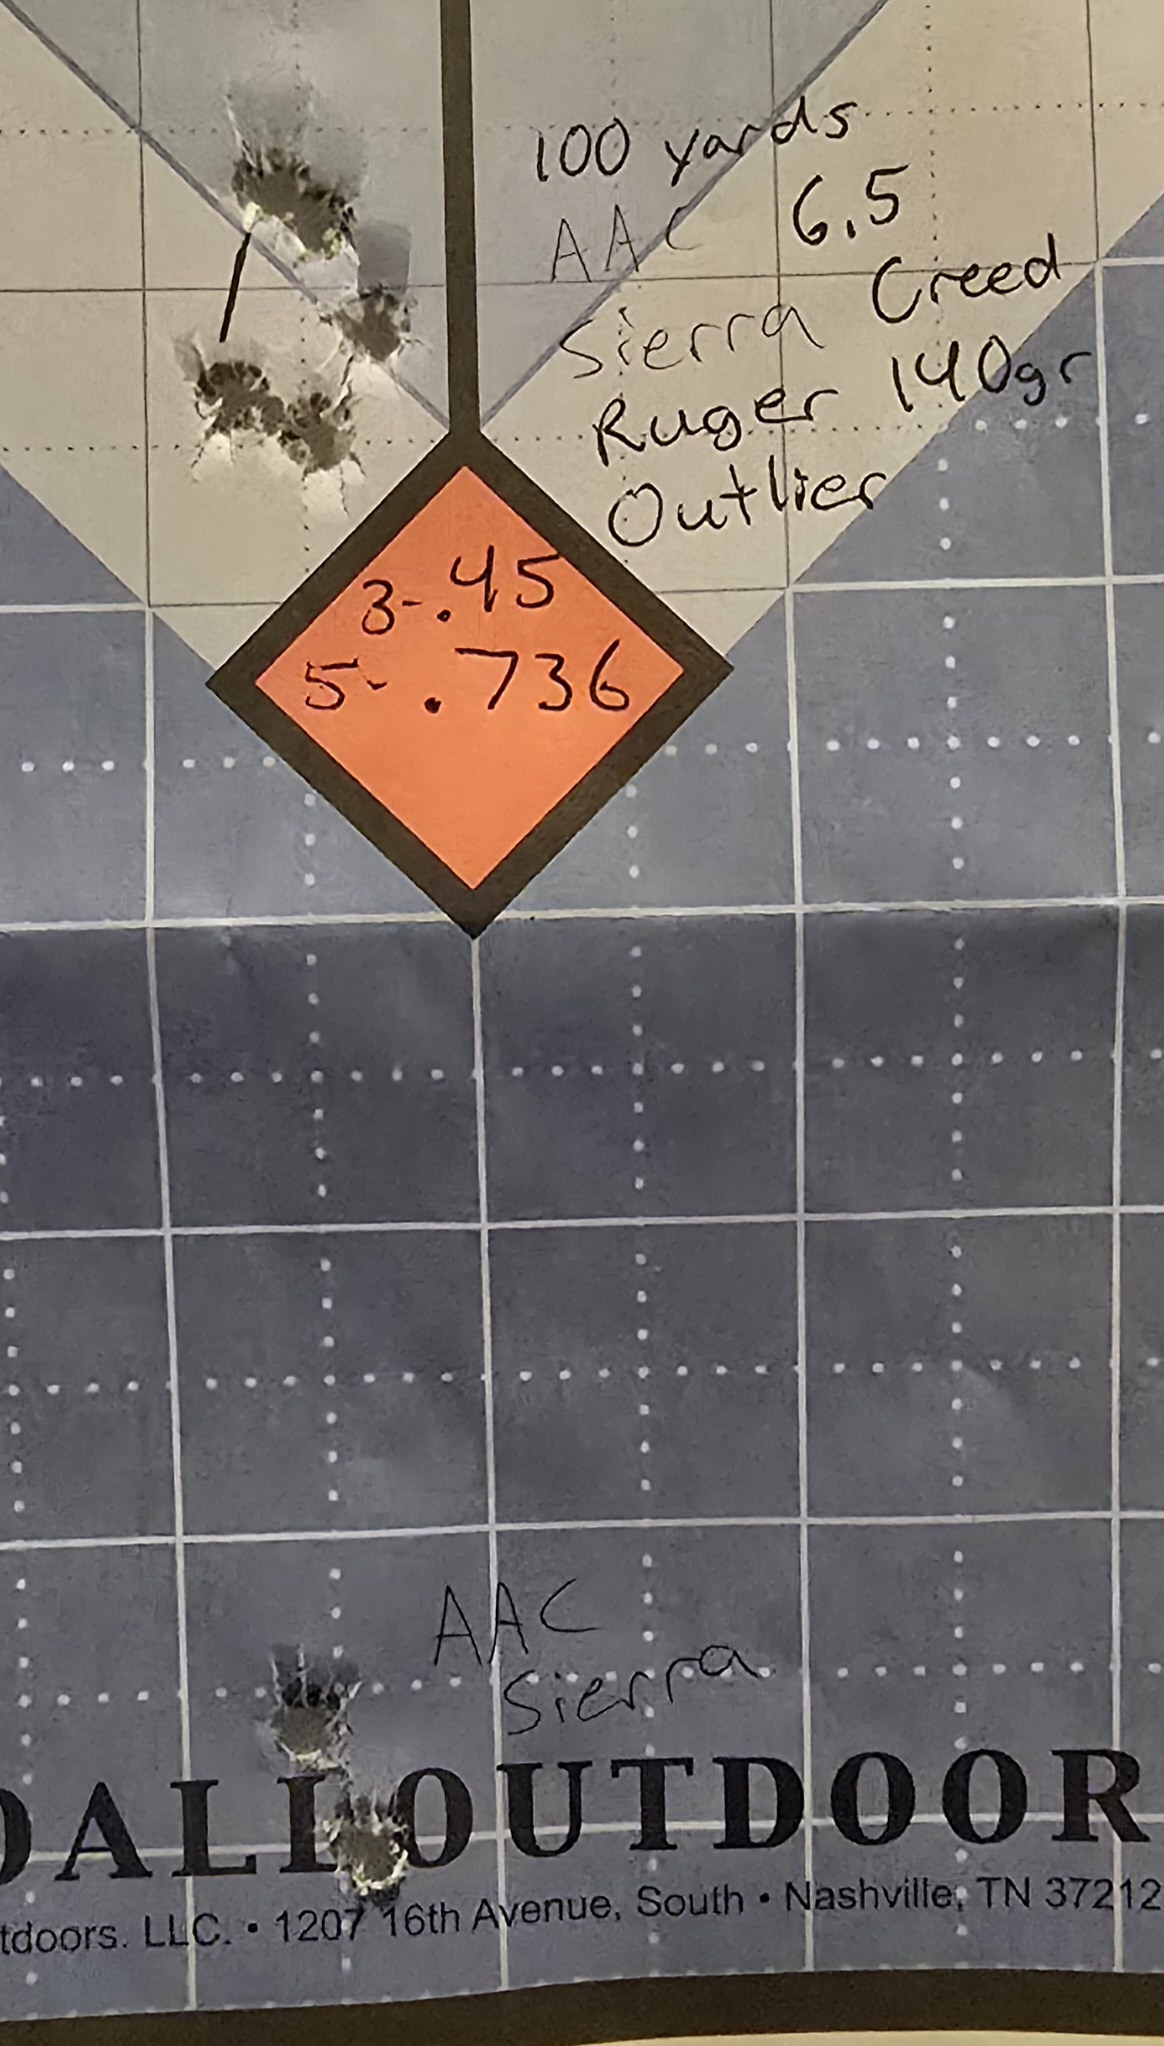 100 yards
AAC 6.5
Sierra Creed
Ruger 140gr
Outlier
3-.45
5-.736
AAC
Sierra
OUTDOOR
tdoors. LLC. • 1207 16th Avenue, South • Nashville, TN 37212